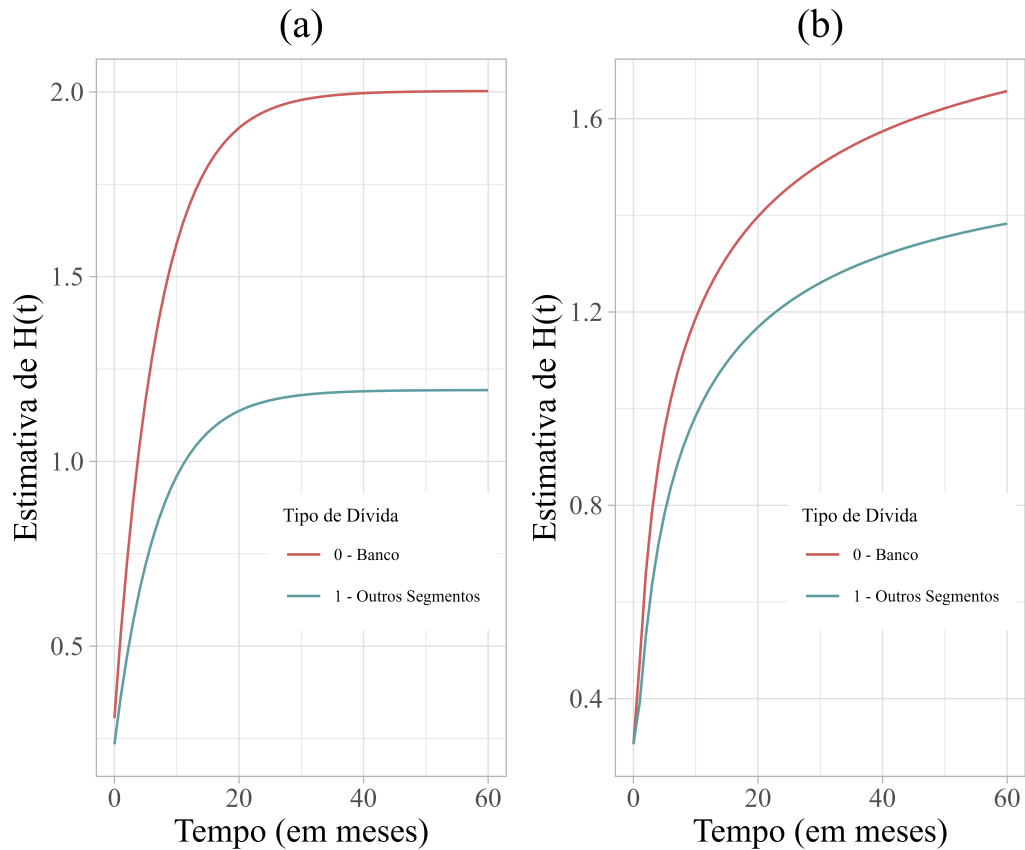 (a)
Estimativa de H(t)
2.0
1.5
1.0
0.5
Tipo de Dívida
0 - Banco
1 - Outros Segmentos
0 20 40 60
Tempo (em meses)
(b)
Estimativa de H(t)
1.6
1.2
0.8
0.4
Tipo de Dívida
0 - Banco
1 - Outros Segmentos
0 20 40 60
Tempo (em meses)